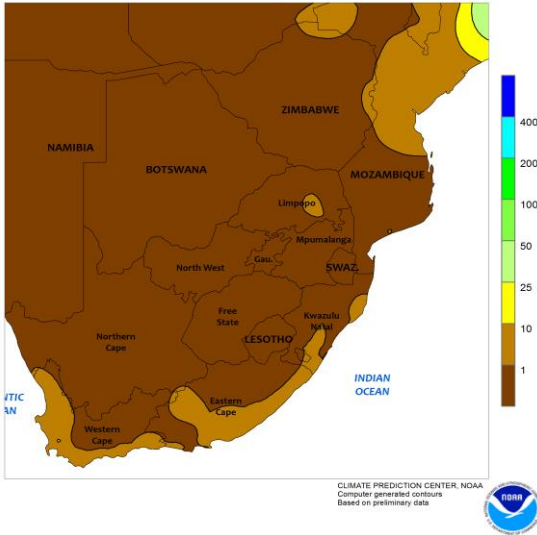 ZIMBABWE
NAMIBIA
BOTSWANA
MOZAMBIQUE
Limpopo
Mpumalanga
Gau.
North West
SWAZ.
Free
State
Kwazulu
Natal
LESOTHO
Northern
Cape
Eastern
Cape
Western
Cape
NTIC
AN
INDIAN
OCEAN
400
200
100
50
25
10
1
CLIMATE PREDICTION CENTER, NOAA
Computer generated contours
Based on preliminary data
NOAA